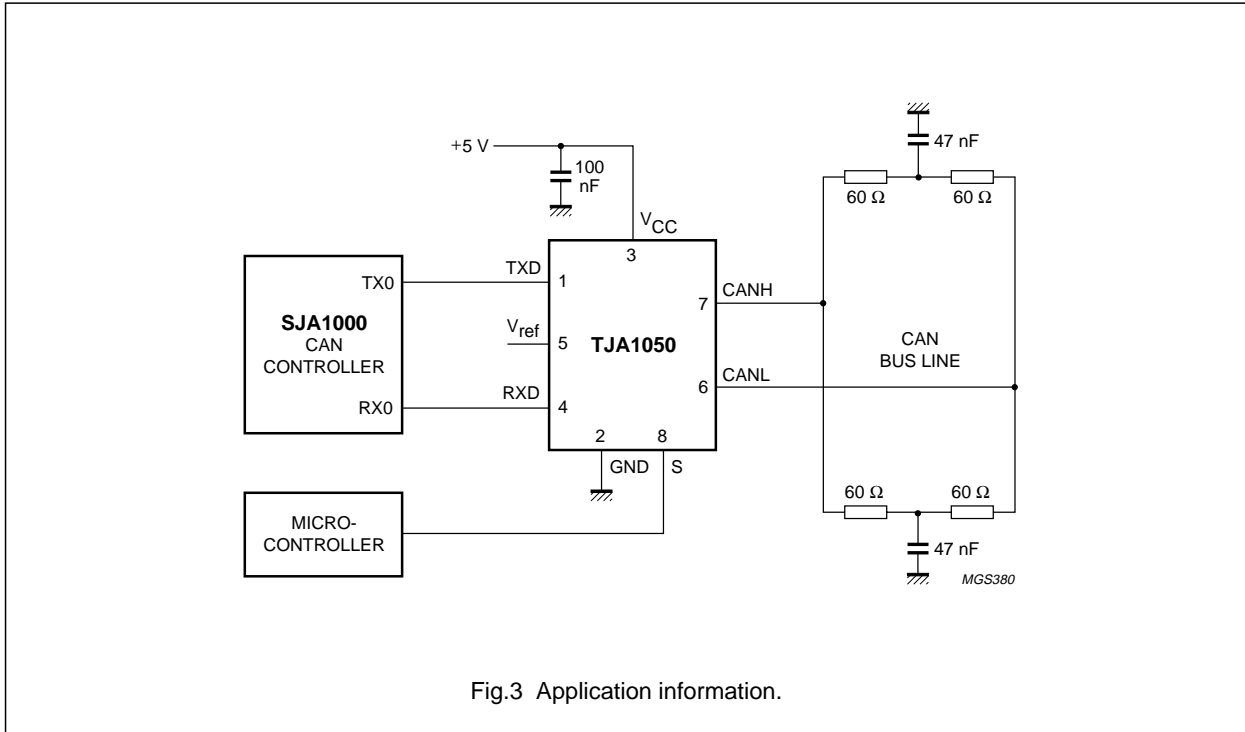 +5 V
100
nF
47 nF
60 Ω
60 Ω
VCC
3
TX0
TXD
1
SJA1000
CAN
CONTROLLER
Vref
5
TJA1050
7
CANH
CAN
BUS LINE
6
CANL
RX0
RXD
4
2
8
GND
S
MICRO-
CONTROLLER
60 Ω
60 Ω
47 nF
MGS380
Fig.3 Application information.